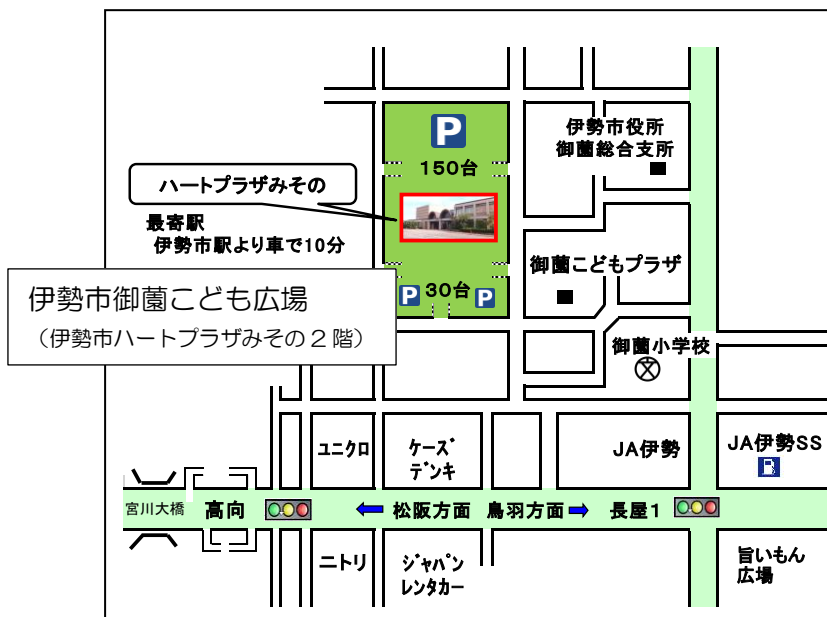 P
150台
伊勢市役所
御薗総合支所
ハートプラザみその
最寄駅
伊勢市駅より車で10分
御薗こどもプラザ
P 30台 P
伊勢市御薗こども広場
（伊勢市ハートプラザみその２階）
御薗小学校
文
ユニクロ
ケーズ
デンキ
JA伊勢
JA伊勢SS
宮川大橋
高向
松阪方面
鳥羽方面
長屋1
ニトリ
ジャパン
レンタカー
旨いもん
広場